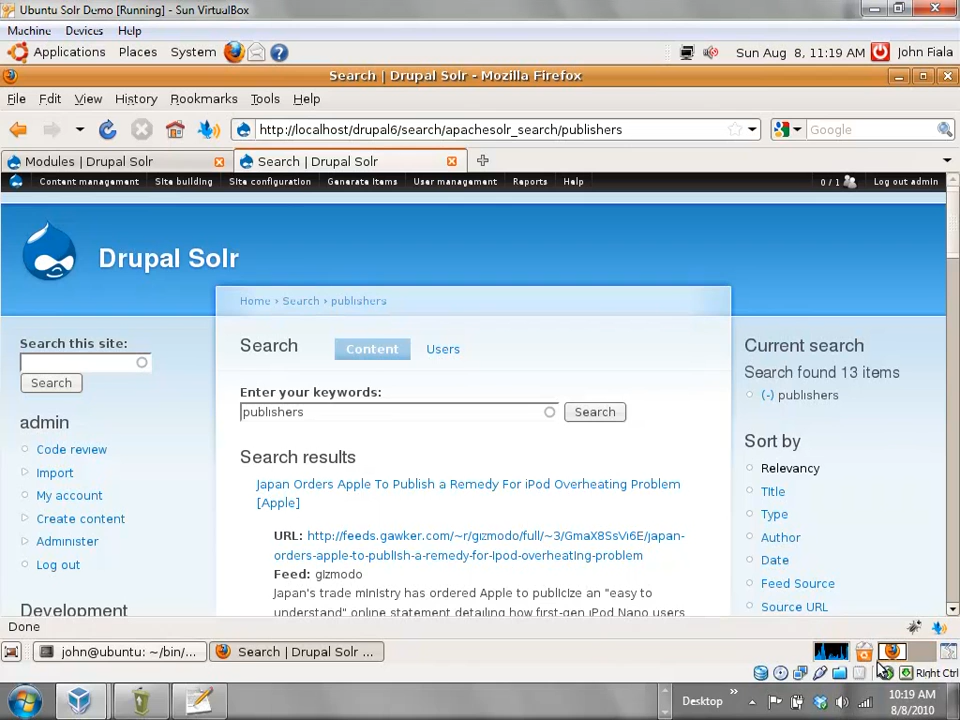 Ubuntu Solr Demo [Running] - Sun VirtualBox
Machine Devices Help
Applications Places System Sun Aug 8, 11:19 AM John Fiala
Search | Drupal Solr - Mozilla Firefox
File Edit View History Bookmarks Tools Help
http://localhost/drupal6/search/apachesolr_search/publishers Google
Modules | Drupal Solr Search | Drupal Solr
Content management Site building Site configuration Generate items User management Reports Help 0 / 1 Log out admin
Drupal Solr
Home › Search › publishers
Search this site:
Search
admin
Code review
Import
My account
Create content
Administer
Log out
Development
Search Content Users
Enter your keywords:
publishers Search
Search results
Japan Orders Apple To Publish a Remedy For iPod Overheating Problem
[Apple]
URL: http://feeds.gawker.com/~r/gizmodo/full/~3/GmaX8SsVi6E/japan-
orders-apple-to-publish-a-remedy-for-ipod-overheating-problem
Feed: gizmodo
Japan's trade ministry has ordered Apple to publicize an "easy to
understand" online statement detailing how first-gen iPod Nano users
Current search
Search found 13 items
(-) publishers
Sort by
Relevancy
Title
Type
Author
Date
Feed Source
Source URL
Done
john@ubuntu: ~/bin/... Search | Drupal Solr ...
Right Ctrl
Desktop » 10:19 AM
8/8/2010